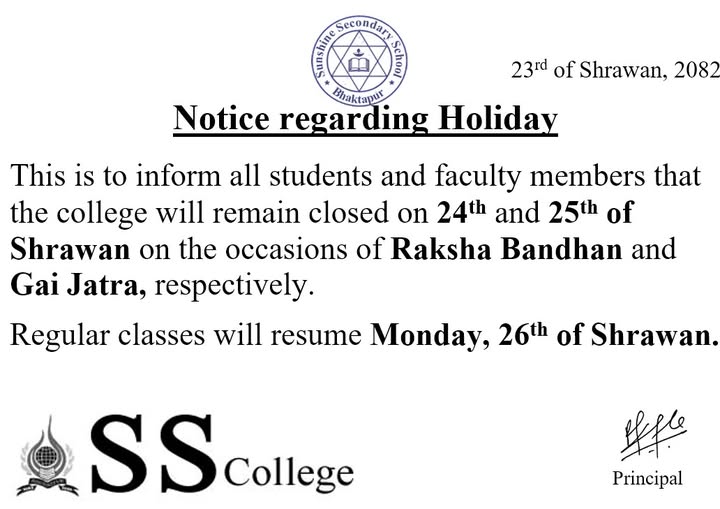 Sunshine Secondary School
Bhaktapur
23rd of Shrawan, 2082
Notice regarding Holiday
This is to inform all students and faculty members that
the college will remain closed on 24th and 25th of
Shrawan on the occasions of Raksha Bandhan and
Gai Jatra, respectively.
Regular classes will resume Monday, 26th of Shrawan.
SS College
Principal